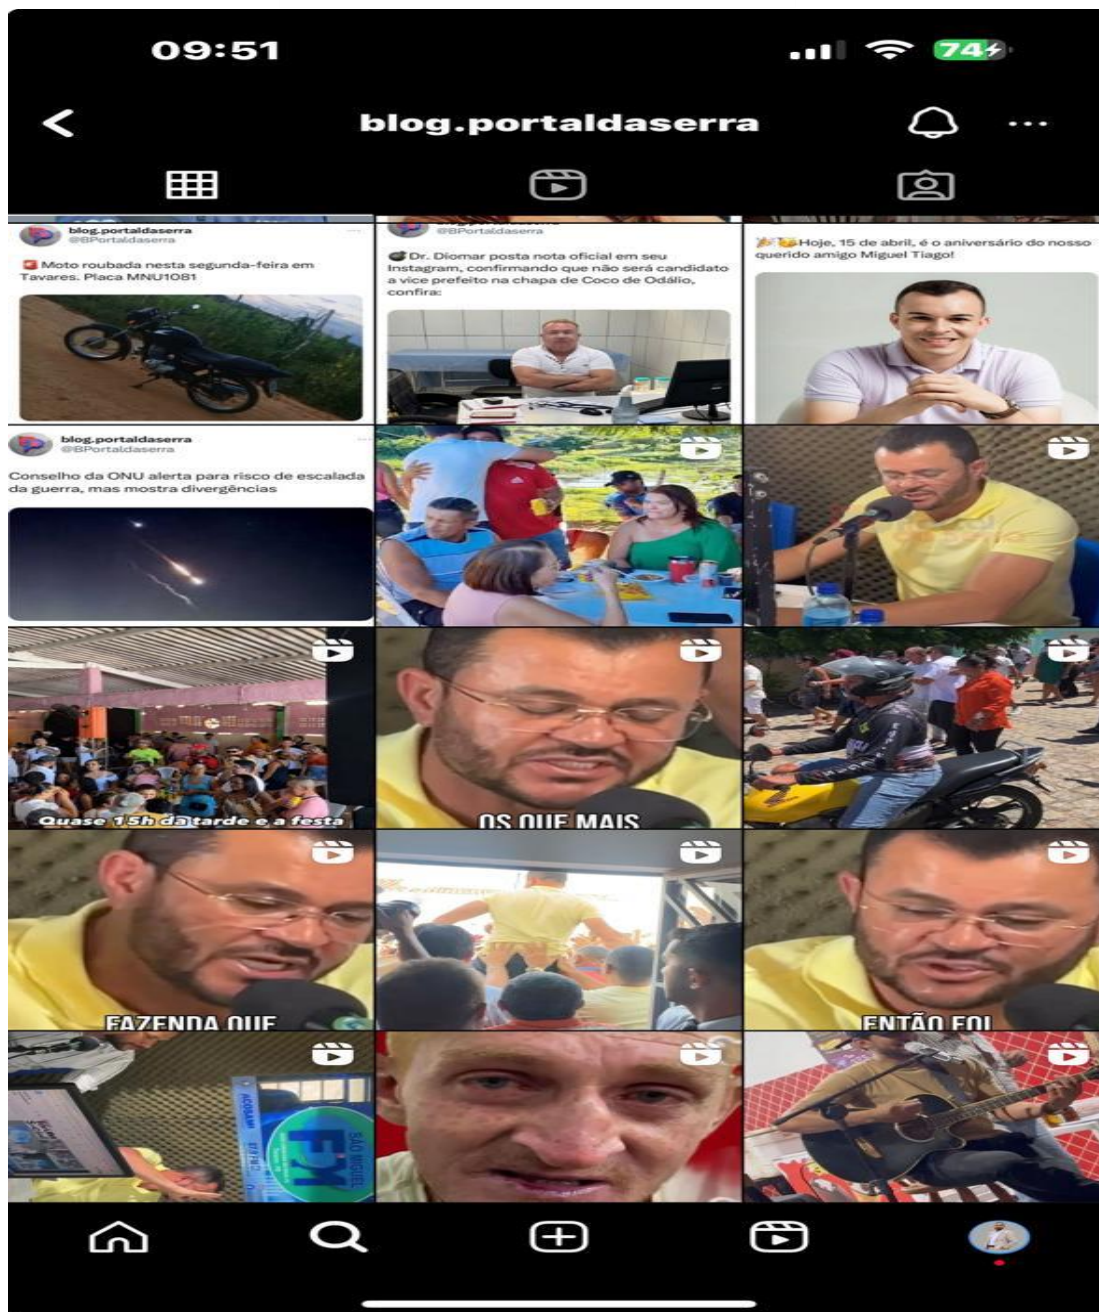 09:51
74
blog.portaldaserra
blog.portaldaserra
@BPortaldaserra
Moto roubada nesta segunda-feira em
Tavares. Placa MNU1081
@BPortaldaserra
Dr. Diomar posta nota oficial em seu
Instagram, confirmando que não será candidato
a vice prefeito na chapa de Coco de Odálio,
confira:
Hoje, 15 de abril, é o aniversário do nosso
querido amigo Miguel Tiago!
blog.portaldaserra
@BPortaldaserra
Conselho da ONU alerta para risco de escalada
da guerra, mas mostra divergências
Quase 15h da tarde e a festa
OS QUE MAIS
FAZENDA QUE
ENTÃO FOI
SÃO MIGUEL
FM